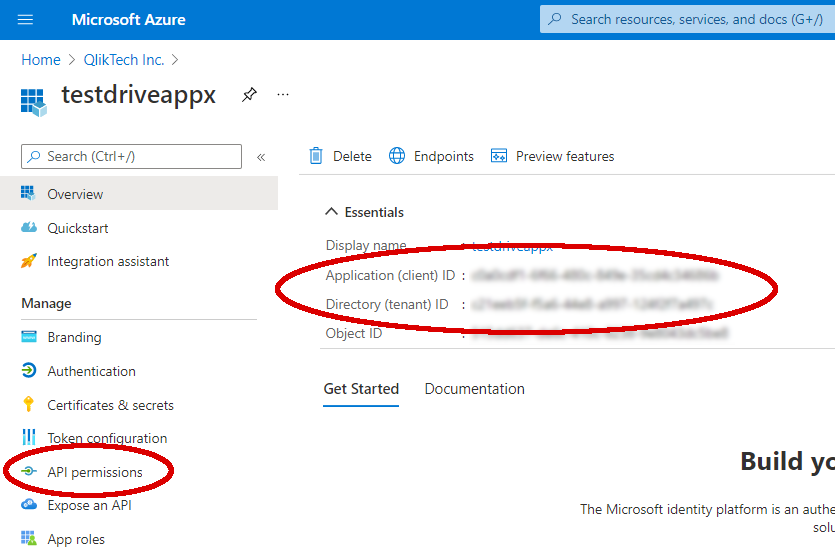 Microsoft Azure
Search resources, services, and docs (G+/)
Home > QlikTech Inc. >
testdriveappx
Search (Ctrl+/)
«
Delete
Endpoints
Preview features
Overview
Quickstart
Integration assistant
Manage
Branding
Authentication
Certificates & secrets
Token configuration
API permissions
Expose an API
App roles
Essentials
Display name : testdriveappx
Application (client) ID :
Directory (tenant) ID :
Object ID :
Get Started
Documentation
Build yo
The Microsoft identity platform is an authe
solu